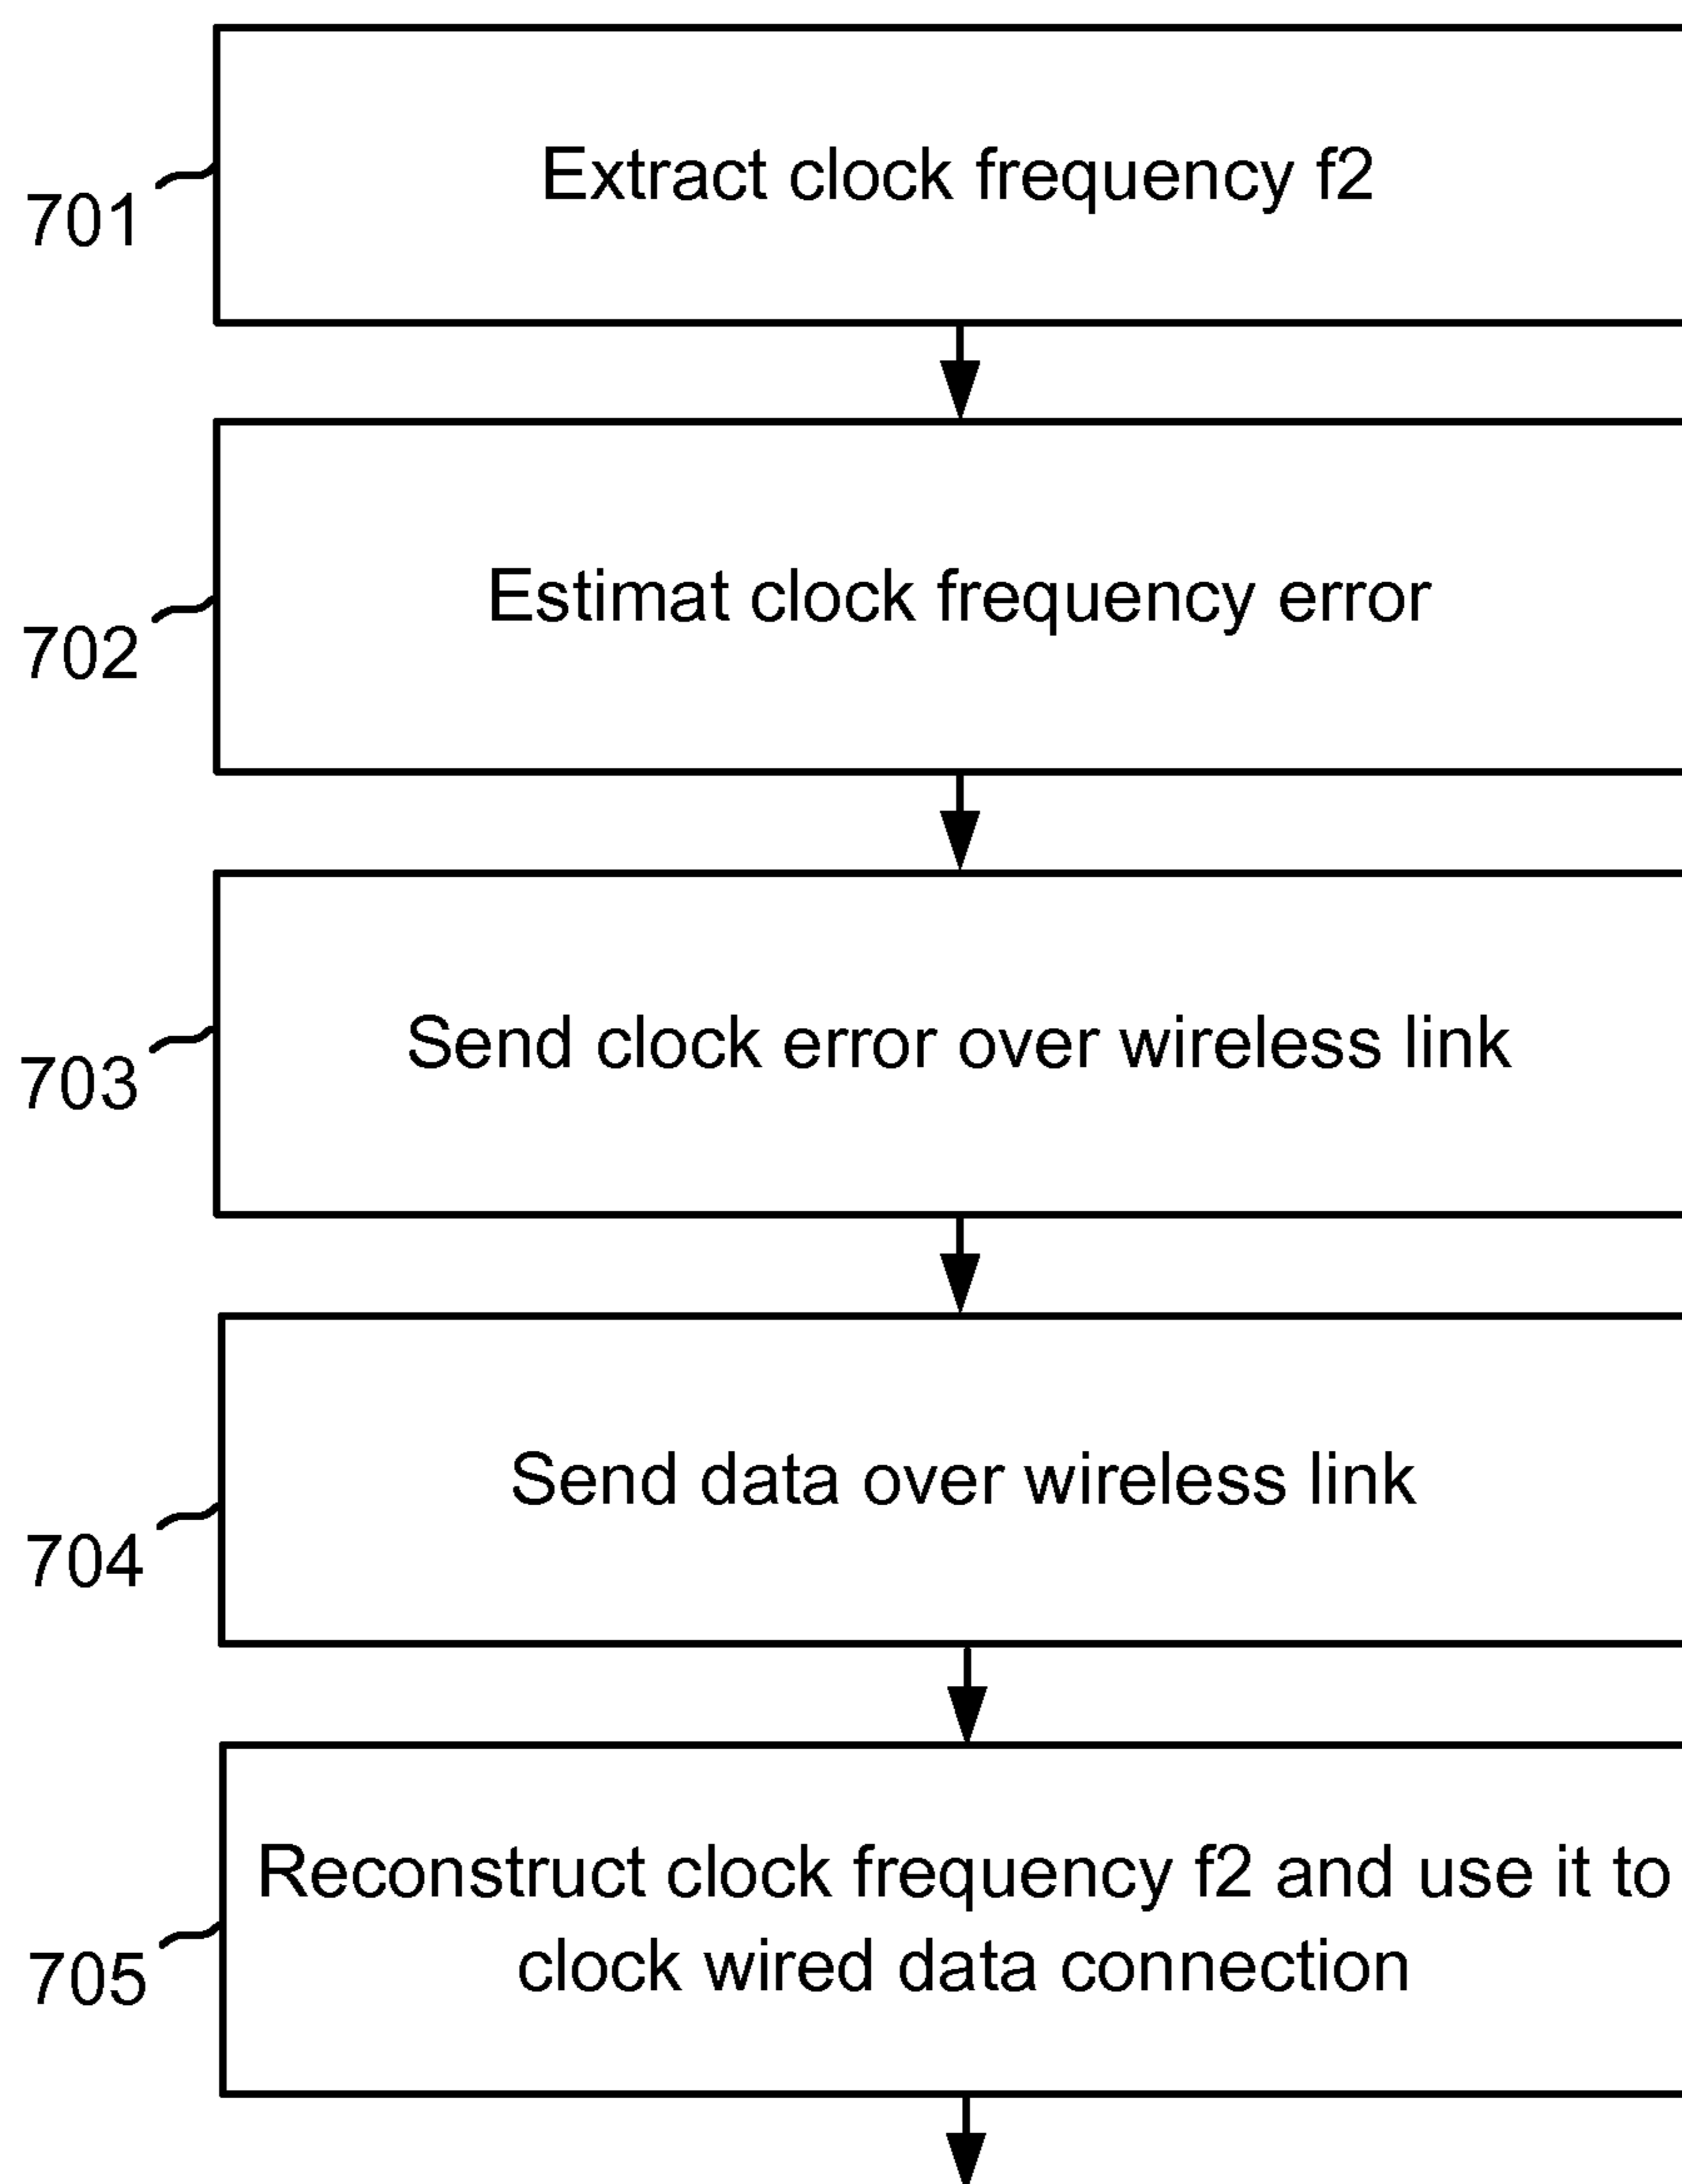 Extract clock frequency f2
701
Estimat clock frequency error
702
Send clock error over wireless link
703
Send data over wireless link
704
Reconstruct clock frequency f2 and use it to
clock wired data connection
705